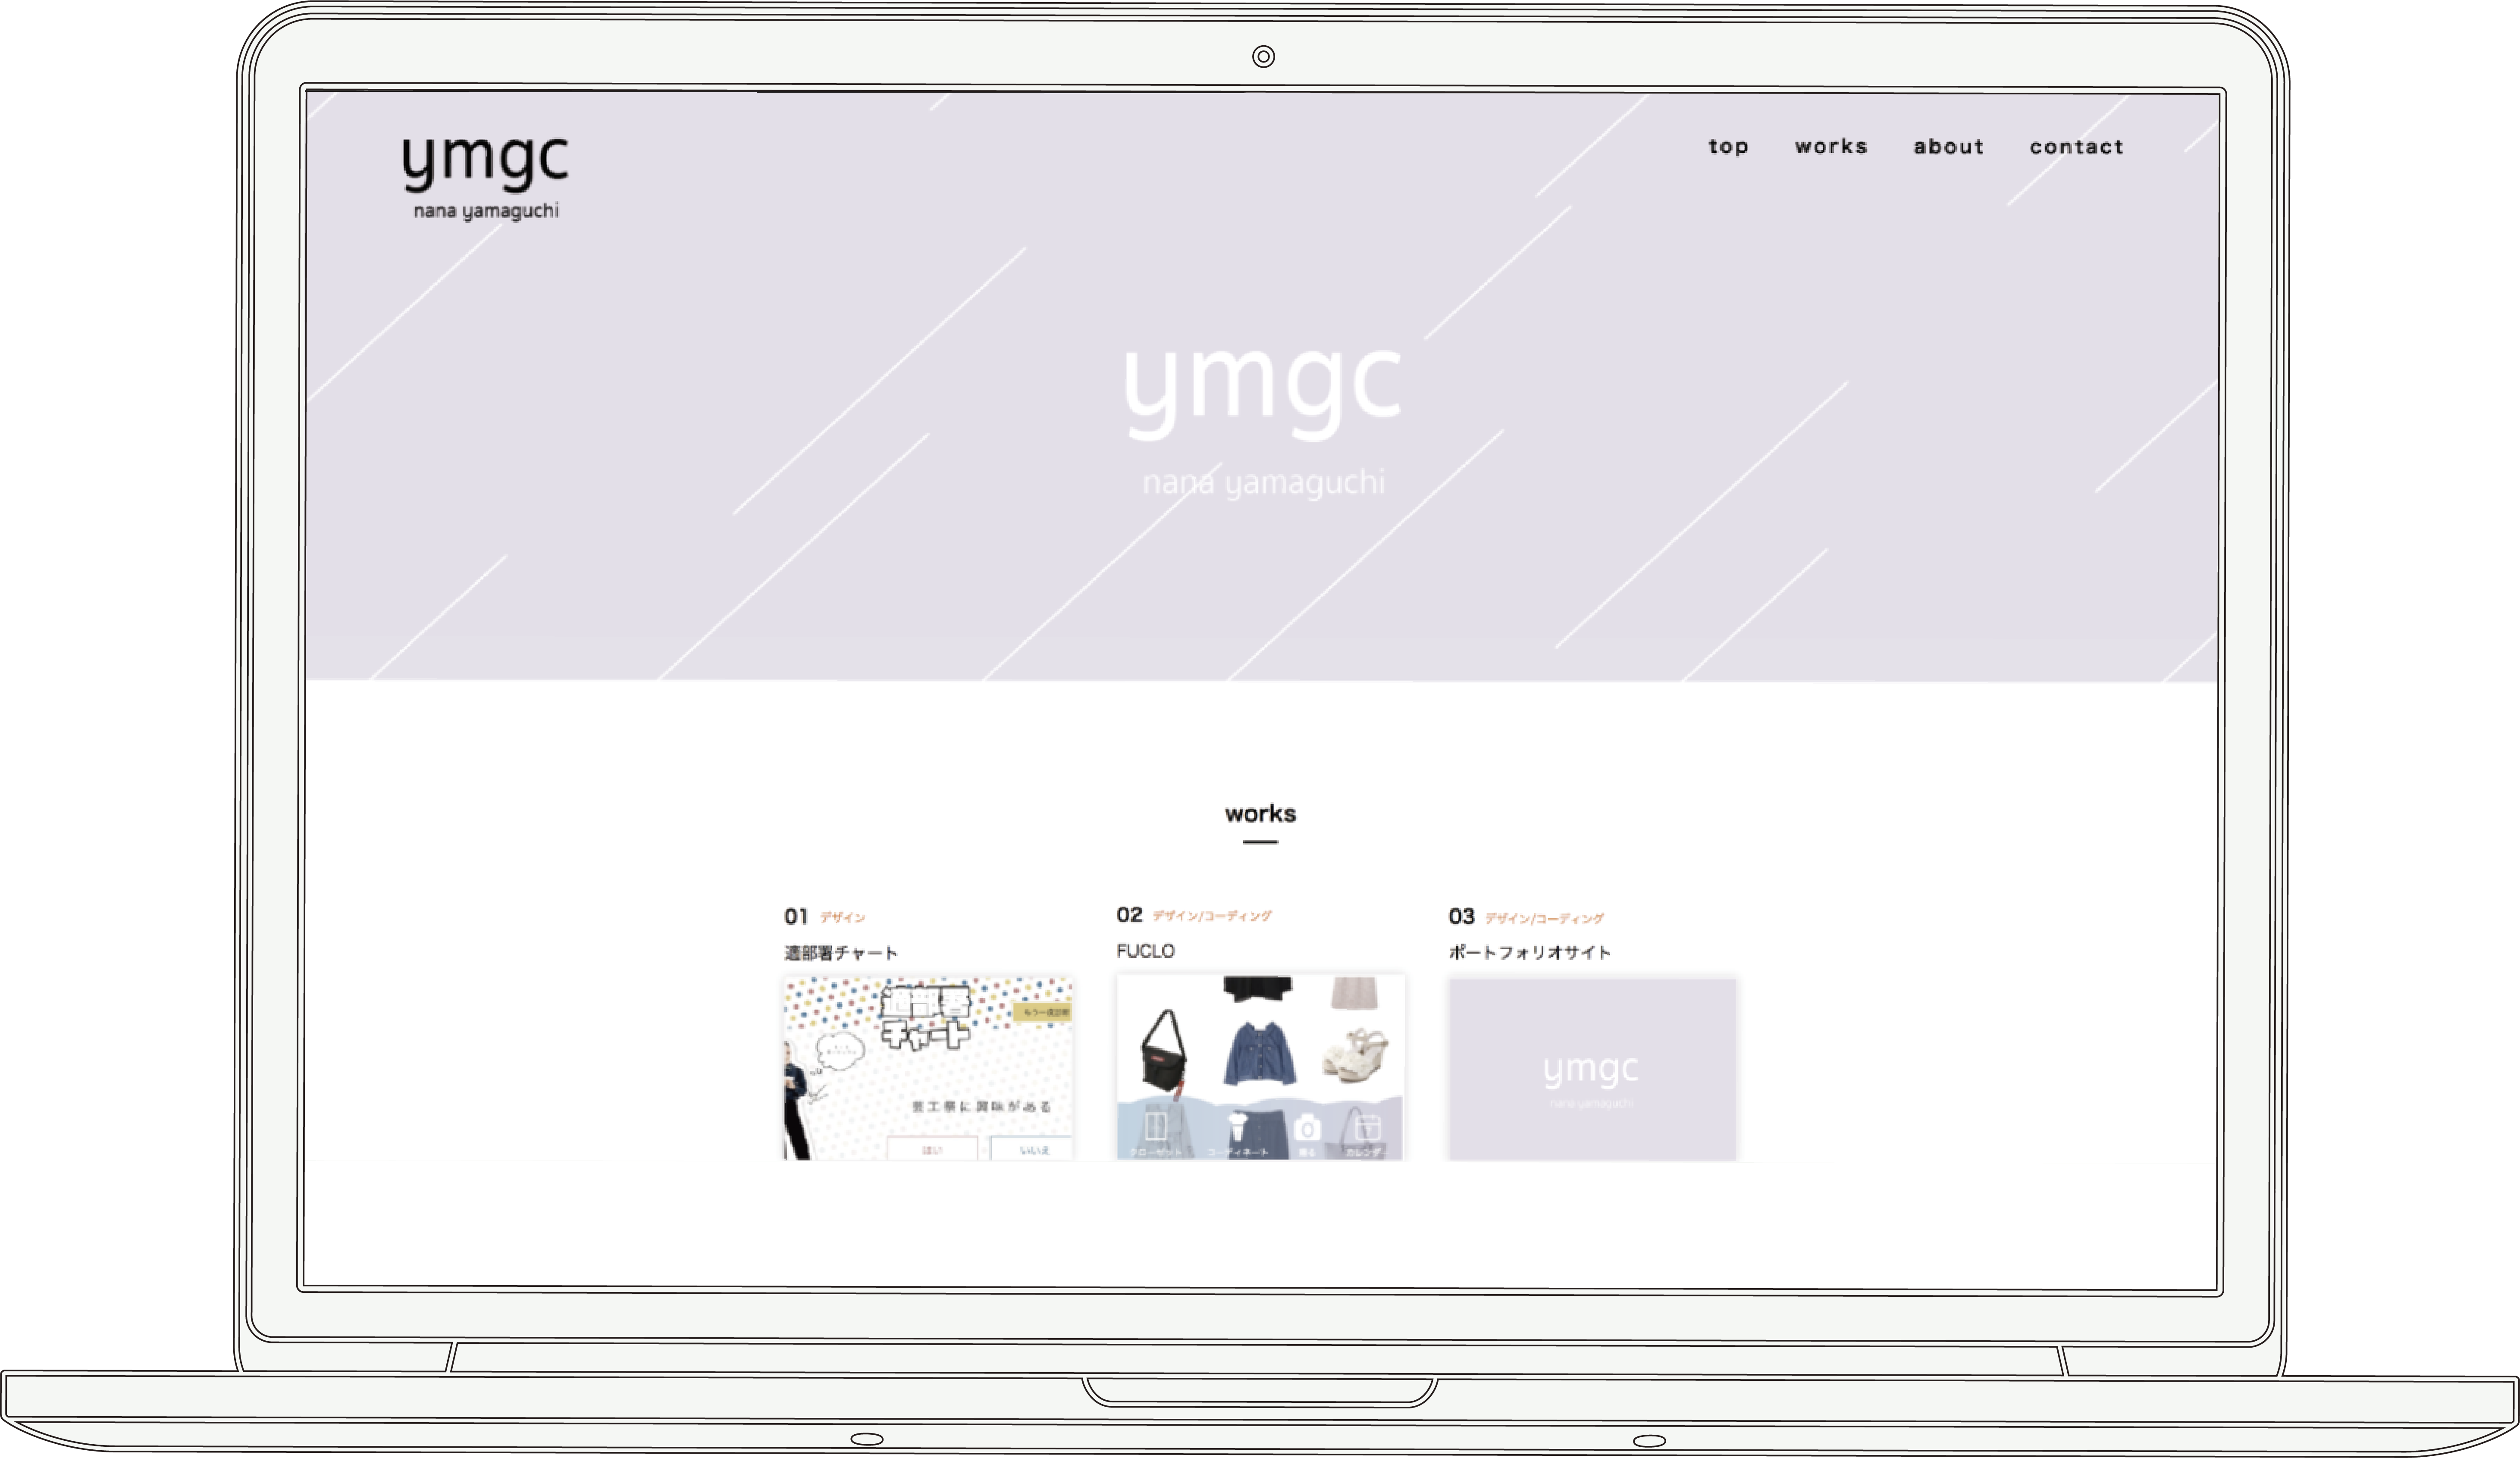 ymgc
nana yamaguchi
top works about contact
ymgc
nana yamaguchi
works
01 デザイン
適部署チャート
02 デザイン/コーディング
FUCLO
03 デザイン/コーディング
ポートフォリオサイト
適部署
チャート
もう一度診断
芸工祭に興味がある
はい いいえ
クローゼット コーディネート 撮る カレンダー
ymgc
nana yamaguchi